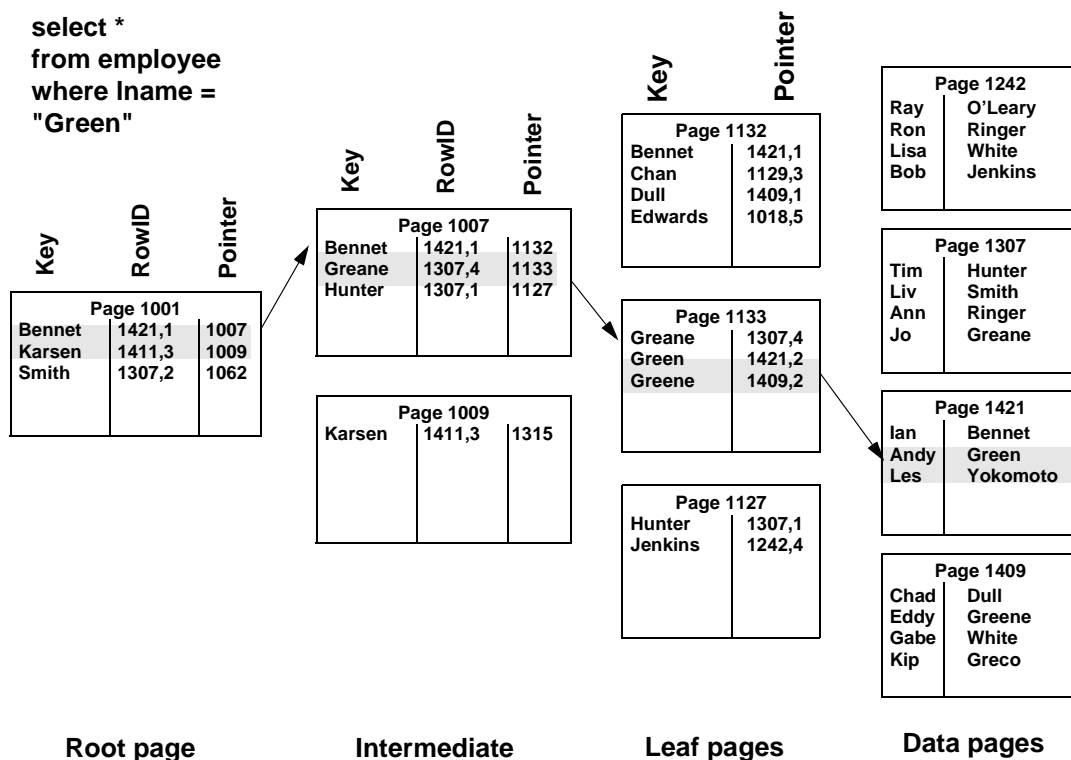 select *
from employee
where lname =
"Green"
Key
RowID
Pointer
Page 1001
Bennet 1421,1 1007
Karsen 1411,3 1009
Smith 1307,2 1062
Root page
Key
RowID
Pointer
Page 1007
Bennet 1421,1 1132
Greane 1307,4 1133
Hunter 1307,1 1127
Page 1009
Karsen 1411,3 1315
Intermediate
Key
Pointer
Page 1132
Bennet 1421,1
Chan 1129,3
Dull 1409,1
Edwards 1018,5
Page 1133
Greane 1307,4
Green 1421,2
Greene 1409,2
Page 1127
Hunter 1307,1
Jenkins 1242,4
Leaf pages
Page 1242
Ray O'Leary
Ron Ringer
Lisa White
Bob Jenkins
Page 1307
Tim Hunter
Liv Smith
Ann Ringer
Jo Greane
Page 1421
Ian Bennet
Andy Green
Les Yokomoto
Page 1409
Chad Dull
Eddy Greene
Gabe White
Kip Greco
Data pages